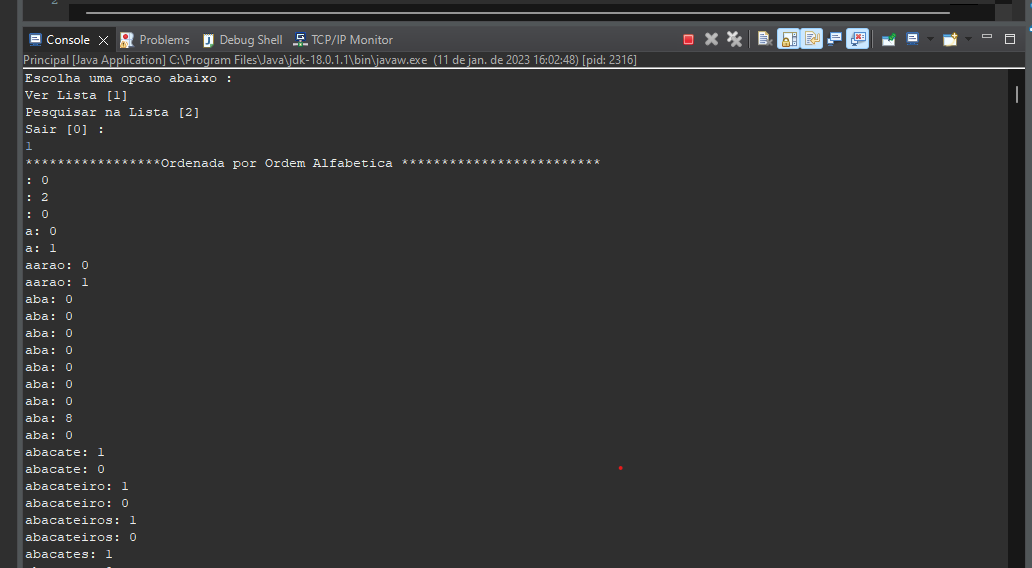 2
Console Problems Debug Shell TCP/IP Monitor
Principal [Java Application] C:\Program Files\Java\jdk-18.0.1.1\bin\javaw.exe (11 de jan. de 2023 16:02:48) [pid: 2316]
Escolha uma opcao abaixo :
Ver Lista [1]
Pesquisar na Lista [2]
Sair [0] :
1
*****************Ordenada por Ordem Alfabetica *************************
: 0
: 2
: 0
a: 0
a: 1
aarao: 0
aarao: 1
aba: 0
aba: 0
aba: 0
aba: 0
aba: 0
aba: 0
aba: 0
aba: 8
aba: 0
abacate: 1
abacate: 0
abacateiro: 1
abacateiro: 0
abacateiros: 1
abacateiros: 0
abacates: 1